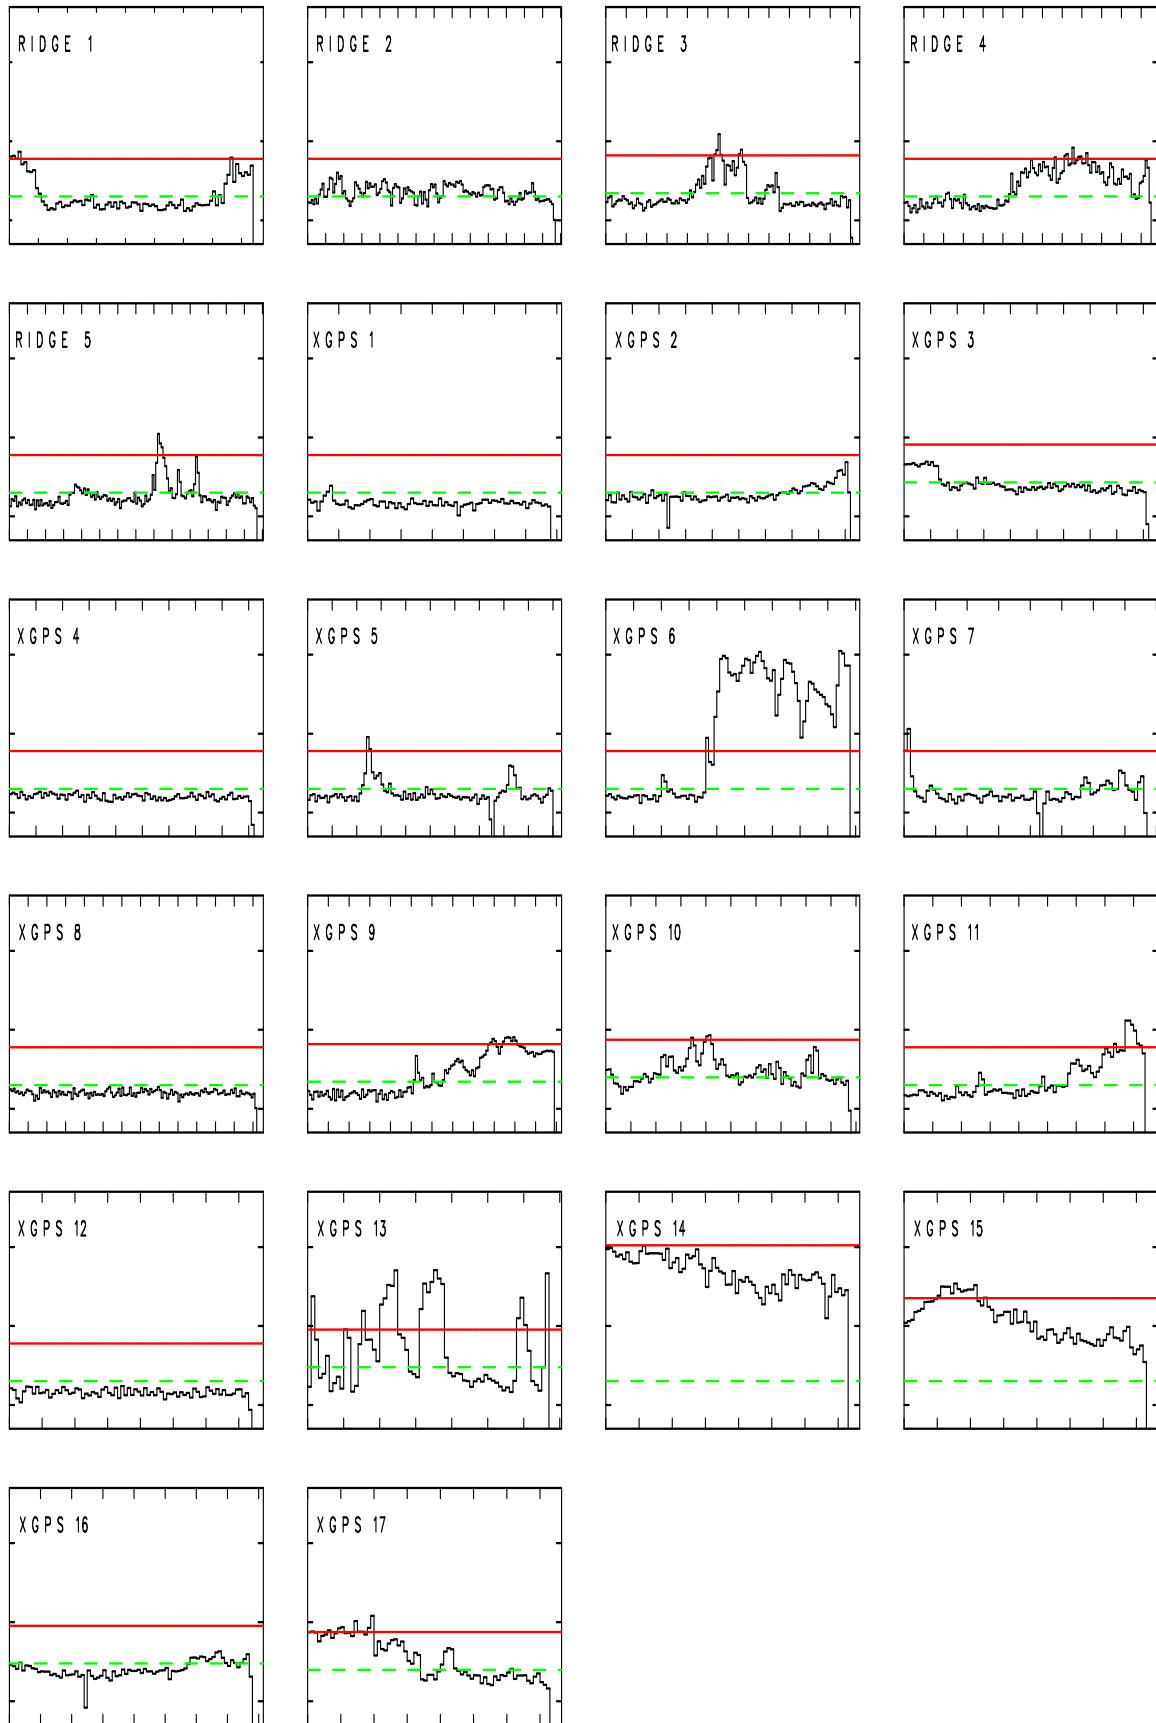 RIDGE 1
RIDGE 2
RIDGE 3
RIDGE 4
RIDGE 5
XGPS 1
XGPS 2
XGPS 3
XGPS 4
XGPS 5
XGPS 6
XGPS 7
XGPS 8
XGPS 9
XGPS 10
XGPS 11
XGPS 12
XGPS 13
XGPS 14
XGPS 15
XGPS 16
XGPS 17